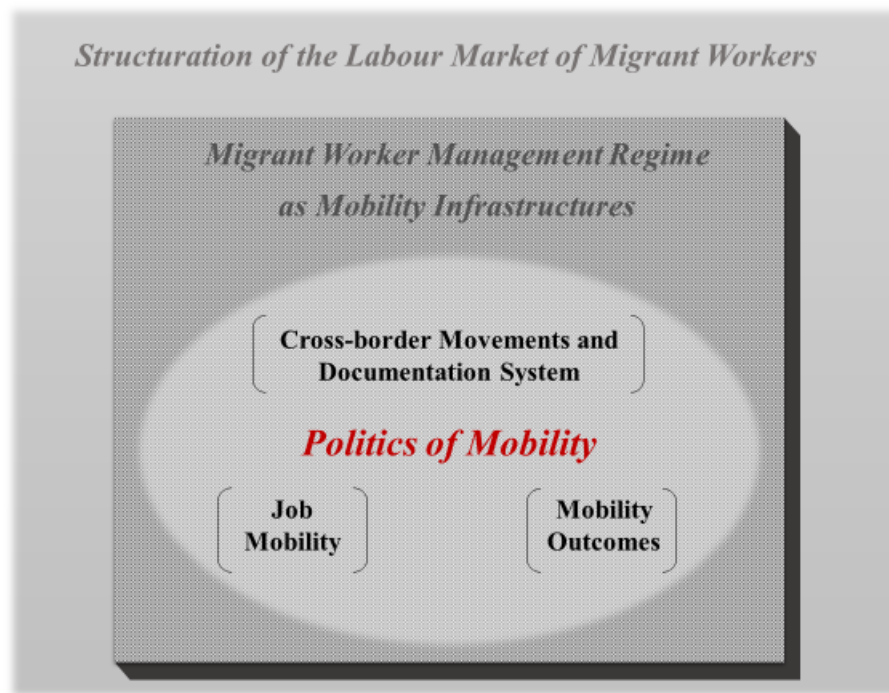 Structuration of the Labour Market of Migrant Workers
Migrant Worker Management Regime
as Mobility Infrastructures
Cross-border Movements and
Documentation System
Politics of Mobility
Job
Mobility
Mobility
Outcomes